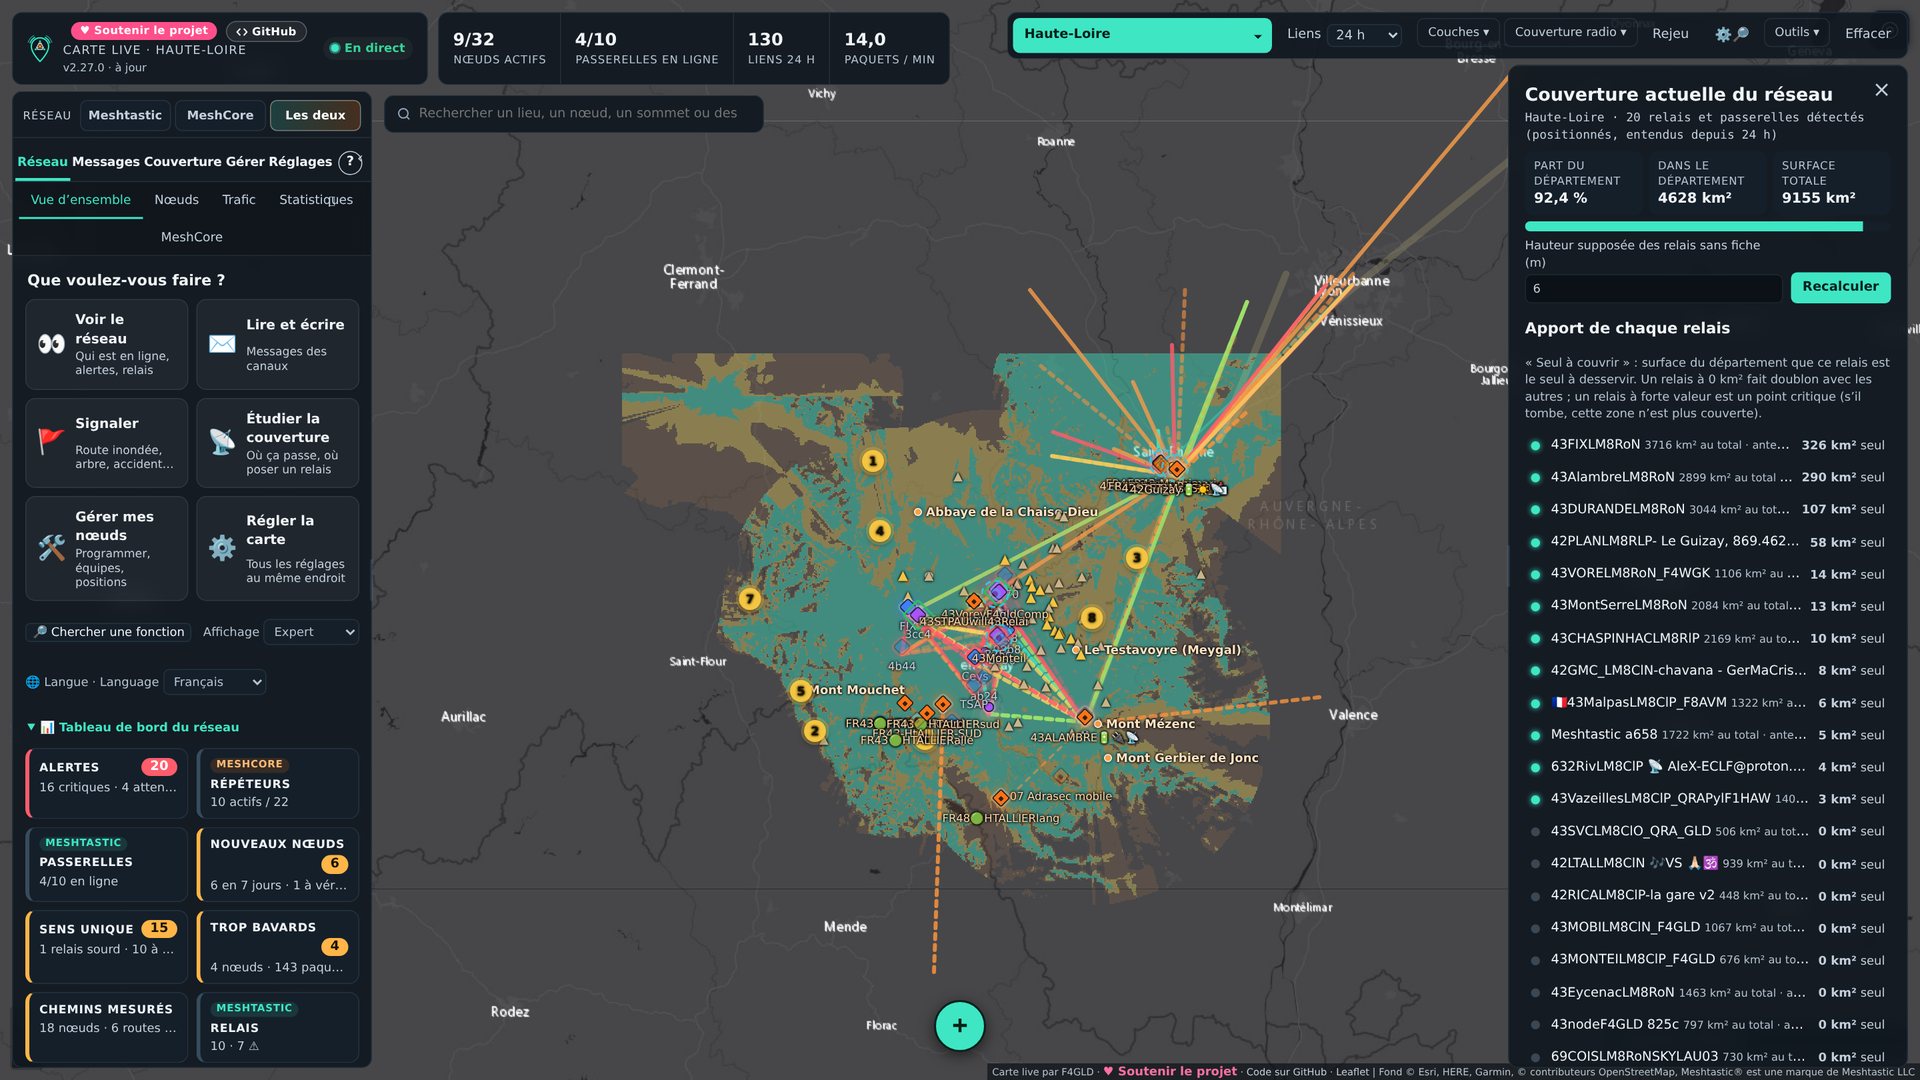 ♥ Soutenir le projet
<> GitHub
CARTE LIVE · HAUTE-LOIRE
v2.27.0 · à jour
En direct
9/32
NŒUDS ACTIFS
4/10
PASSERELLES EN LIGNE
130
LIENS 24 H
14,0
PAQUETS / MIN
Haute-Loire
Liens
24 h
Couches ▾
Couverture radio ▾
Rejeu
Outils ▾
Effacer
RÉSEAU
Meshtastic
MeshCore
Les deux
Réseau
Messages
Couverture
Gérer
Réglages
?
Vue d’ensemble
Nœuds
Trafic
Statistiques
MeshCore
Rechercher un lieu, un nœud, un sommet ou des
Que voulez-vous faire ?
Voir le
réseau
Qui est en ligne,
alertes, relais
Lire et écrire
Messages des
canaux
Signaler
Route inondée,
arbre, accident...
Étudier la
couverture
Où ça passe, où
poser un relais
Gérer mes
nœuds
Programmer,
équipes,
positions
Régler la
carte
Tous les réglages
au même endroit
Chercher une fonction
Affichage
Expert
Langue · Language
Français
▼ Tableau de bord du réseau
ALERTES
20
16 critiques · 4 atten...
MESHCORE
RÉPÉTEURS
10 actifs / 22
MESHTASTIC
PASSERELLES
4/10 en ligne
NOUVEAUX NŒUDS
6
6 en 7 jours · 1 à vér...
SENS UNIQUE
15
1 relais sourd · 10 à ...
TROP BAVARDS
4
4 nœuds · 143 paqu...
CHEMINS MESURÉS
18 nœuds · 6 routes ...
MESHTASTIC
RELAIS
10 · 7 ⚠
Vichy
Roanne
Bresse
Clermont-
Ferrand
Villeurbanne
Lyon
Vénissieux
AUVERGNE-
RHÔNE- ALPES
1
4
3
7
8
5
2
Abbaye de la Chaise-Dieu
3cc4
4b44
43Monteil
Le Testavoyre (Meygal)
Saint-Flour
Mont Mouchet
Aurillac
Valence
Mont Mézenc
43ALAMBRE
Mont Gerbier de Jonc
07 Adrasec mobile
FR48 HTALLIERlang
Mende
Montélimar
Rodez
Florac
+
Couverture actuelle du réseau
Haute-Loire · 20 relais et passerelles détectés
(positionnés, entendus depuis 24 h)
PART DU
DÉPARTEMENT
92,4 %
DANS LE
DÉPARTEMENT
4628 km²
SURFACE
TOTALE
9155 km²
Hauteur supposée des relais sans fiche
(m)
6
Recalculer
Apport de chaque relais
« Seul à couvrir » : surface du département que ce relais est
le seul à desservir. Un relais à 0 km² fait doublon avec les
autres ; un relais à forte valeur est un point critique (s’il
tombe, cette zone n’est plus couverte).
43FIXLM8RoN 3716 km² au total · ante... 326 km² seul
43AlambreLM8RoN 2899 km² au total ... 290 km² seul
43DURANDELM8RoN 3044 km² au tot... 107 km² seul
42PLANLM8RLP- Le Guizay, 869.462... 58 km² seul
43VORELM8RoN_F4WGK 1106 km² au ... 14 km² seul
43MontSerreLM8RoN 2084 km² au total... 13 km² seul
43CHASPINHACLM8RlP 2169 km² au to... 10 km² seul
42GMC_LM8ClN-chavana - GerMaCris... 8 km² seul
🇫🇷43MalpasLM8ClP_F8AVM 1322 km² a... 6 km² seul
Meshtastic a658 1722 km² au total · ante... 5 km² seul
632RivLM8ClP 📡 AleX-ECLF@proton.... 4 km² seul
43VazeillesLM8ClP_QRAPylF1HAW 140... 3 km² seul
43SVCLM8ClO_QRA_GLD 506 km² au total... 0 km² seul
42LTALLM8ClN 🎶VS 🙏🏻🕉 939 km² au t... 0 km² seul
42RICALM8ClP-la gare v2 448 km² au to... 0 km² seul
43MOBILM8ClN_F4GLD 1067 km² au tot... 0 km² seul
43MONTEILM8ClP_F4GLD 676 km² au to... 0 km² seul
43EycenacLM8RoN 1463 km² au total · a... 0 km² seul
43nodeF4GLD 825c 797 km² au total · a... 0 km² seul
69COISLM8RoNSKYLAU03 730 km² au t... 0 km² seul
Carte live par F4GLD · ♥ Soutenir le projet · Code sur GitHub · Leaflet | Fond © Esri, HERE, Garmin, © contributeurs OpenStreetMap, Meshtastic® est une marque de Meshtastic LLC